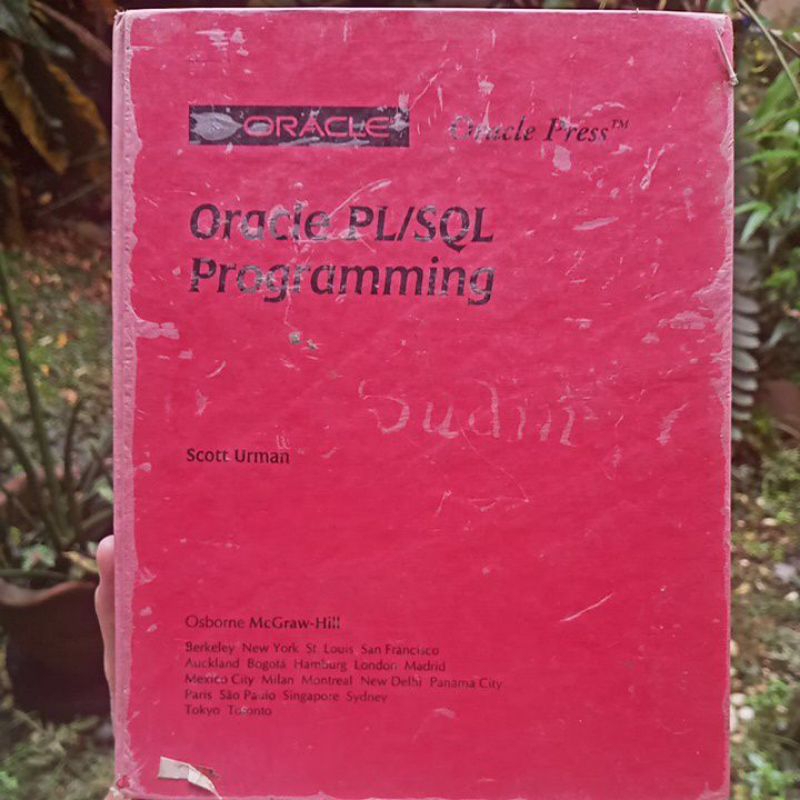 ORACLE Oracle Press™
Oracle PL/SQL
Programming
Sudin
Scott Urman
Osborne McGraw-Hill
Berkeley New York St Louis San Francisco
Auckland Bogotá Hamburg London Madrid
Mexico City Milan Montreal New Delhi Panama City
Paris São Paulo Singapore Sydney
Tokyo Toronto